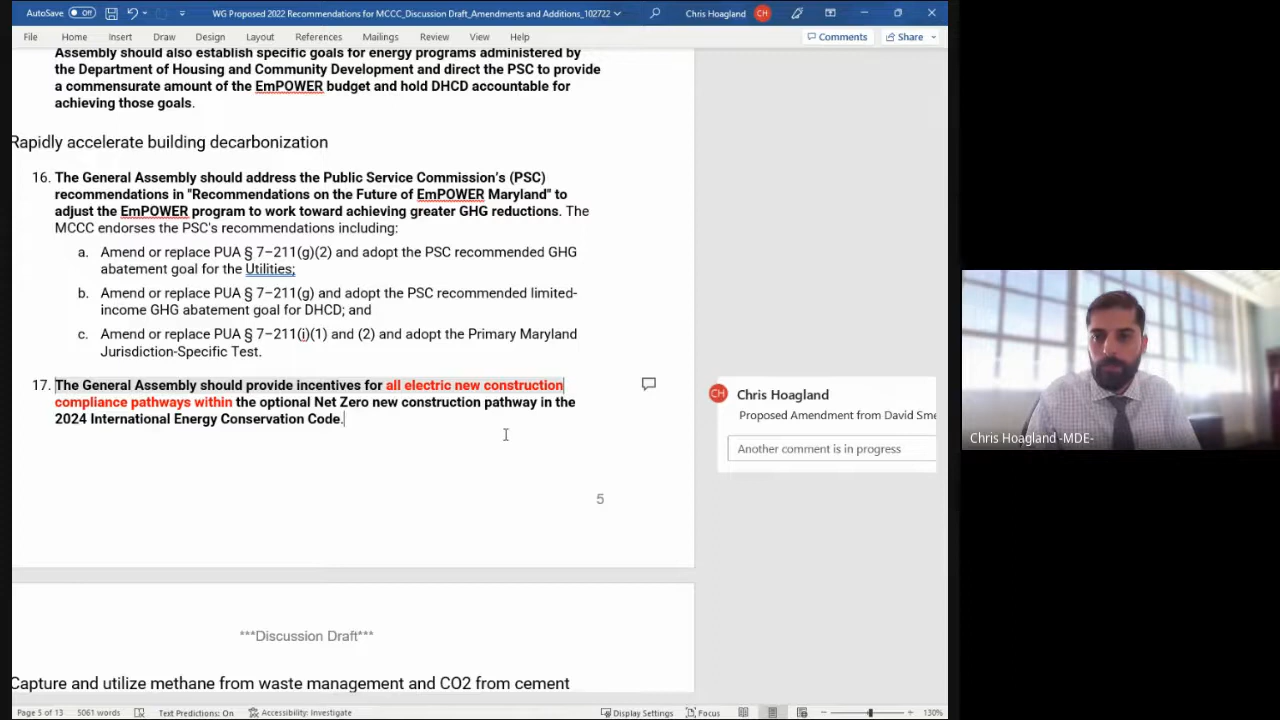 AutoSave Off WG Proposed 2022 Recommendations for MCCC_Discussion Draft_Amendments and Additions_102722 Chris Hoagland CH
File Home Insert Draw Design Layout References Mailings Review View Help Comments Share
Assembly should also establish specific goals for energy programs administered by
the Department of Housing and Community Development and direct the PSC to provide
a commensurate amount of the EmPOWER budget and hold DHCD accountable for
achieving those goals.
Rapidly accelerate building decarbonization
16. The General Assembly should address the Public Service Commission's (PSC)
recommendations in "Recommendations on the Future of EmPOWER Maryland" to
adjust the EmPOWER program to work toward achieving greater GHG reductions. The
MCCC endorses the PSC's recommendations including:
a. Amend or replace PUA § 7–211(g)(2) and adopt the PSC recommended GHG
abatement goal for the Utilities;
b. Amend or replace PUA § 7–211(g) and adopt the PSC recommended limited-
income GHG abatement goal for DHCD; and
c. Amend or replace PUA § 7–211(i)(1) and (2) and adopt the Primary Maryland
Jurisdiction-Specific Test.
17. The General Assembly should provide incentives for all electric new construction
compliance pathways within the optional Net Zero new construction pathway in the
2024 International Energy Conservation Code.
CH Chris Hoagland
Proposed Amendment from David Sme
Another comment is in progress
5
***Discussion Draft***
Capture and utilize methane from waste management and CO2 from cement
Page 5 of 13 5061 words Text Predictions: On Accessibility: Investigate Display Settings Focus 130%
Chris Hoagland -MDE-